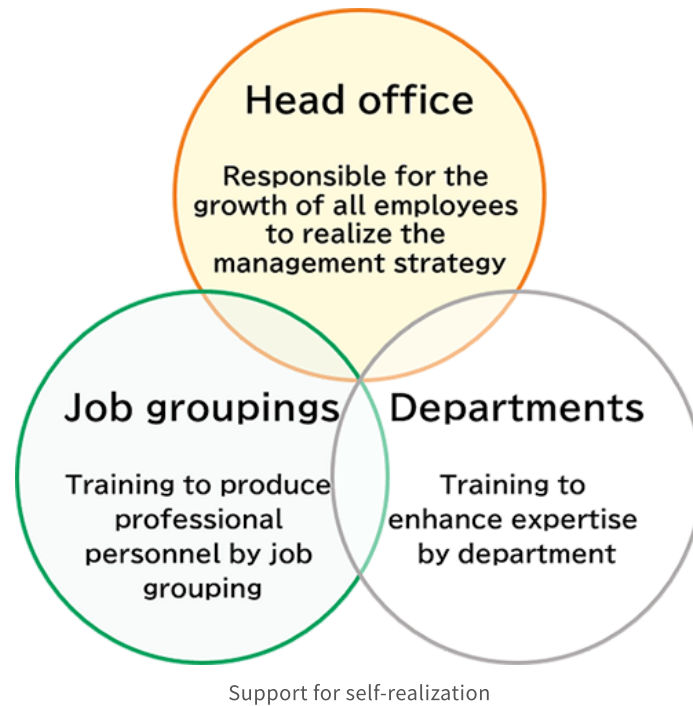 Head office
Responsible for the
growth of all employees
to realize the
management strategy
Job groupings
Training to produce
professional
personnel by job
grouping
Departments
Training to
enhance expertise
by department
Support for self-realization